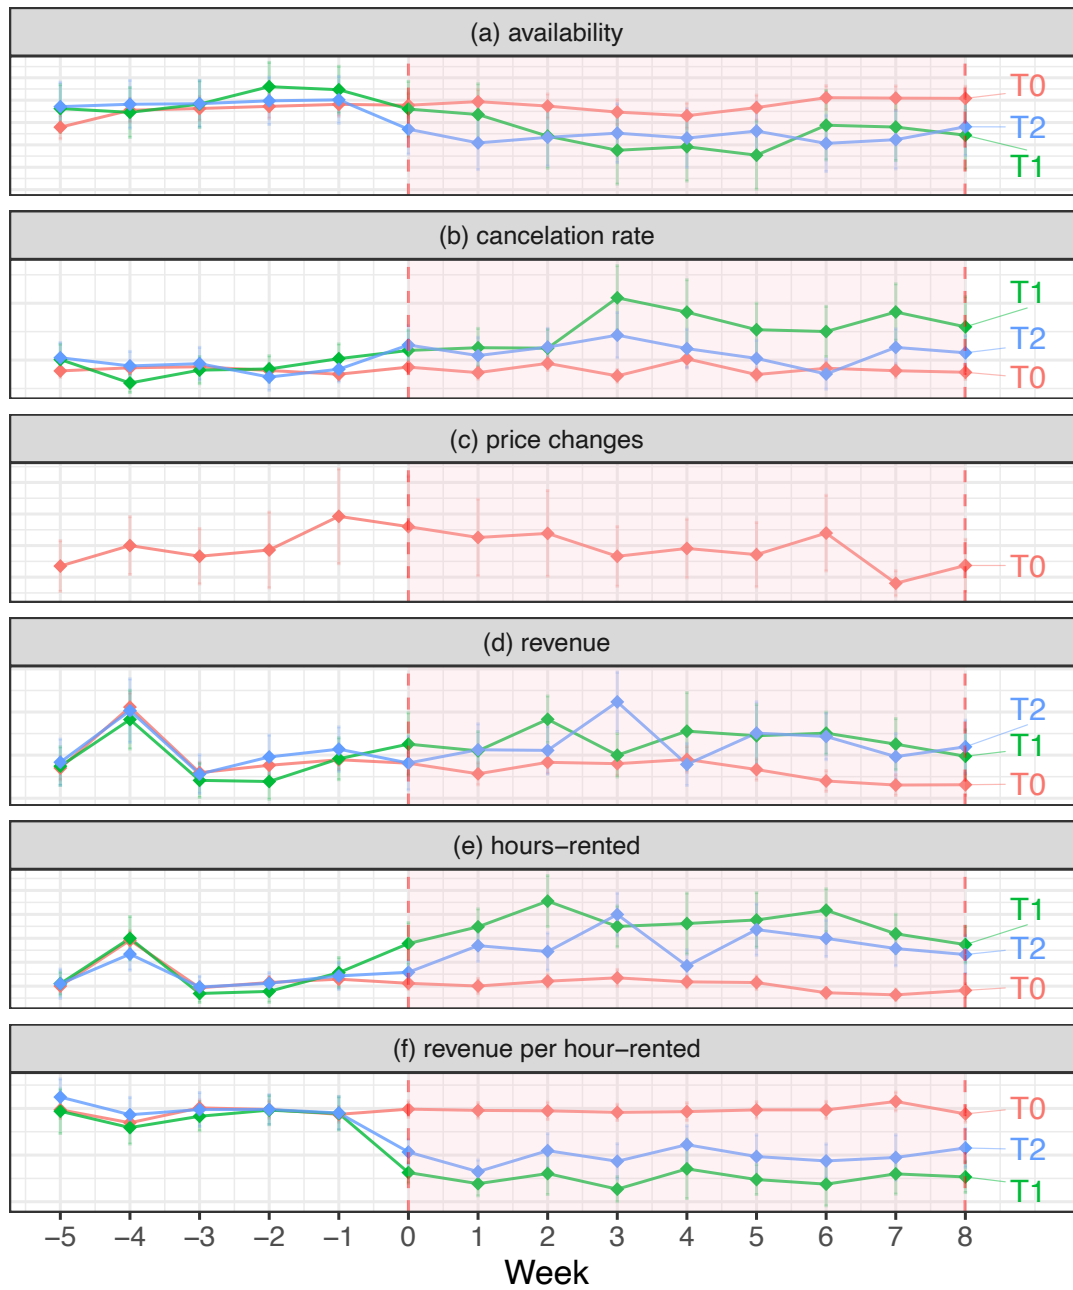 (a) availability
T0
T2
T1
(b) cancelation rate
T1
T2
T0
(c) price changes
T0
(d) revenue
T2
T1
T0
(e) hours−rented
T1
T2
T0
(f) revenue per hour−rented
T0
T2
T1
−5 −4 −3 −2 −1 0 1 2 3 4 5 6 7 8
Week